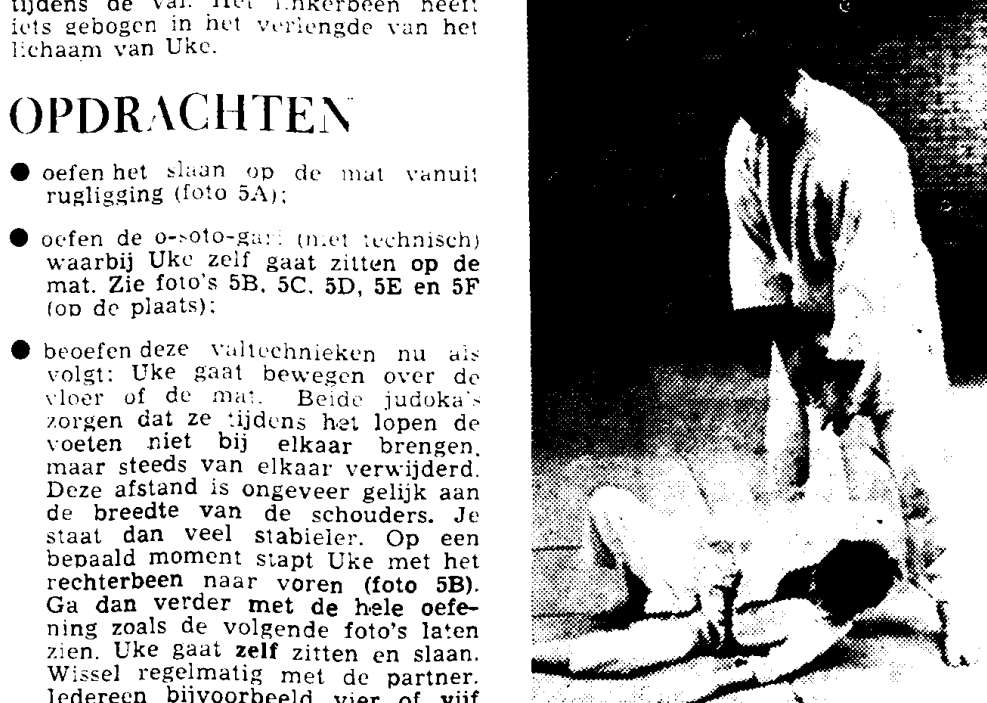 tijdens de val. Het linkerbeen heeft
iets gebogen in het verlengde van het
lichaam van Uke.
OPDRACHTEN
● oefen het slaan op de mat vanuit
rugligging (foto 5A);
● oefen de o-soto-gari (niet technisch)
waarbij Uke zelf gaat zitten op de
mat. Zie foto's 5B, 5C, 5D, 5E en 5F
(op de plaats);
● beoefen deze valtechnieken nu als
volgt: Uke gaat bewegen over de
vloer of de mat. Beide judoka's
zorgen dat ze tijdens het lopen de
voeten niet bij elkaar brengen,
maar steeds van elkaar verwijderd.
Deze afstand is ongeveer gelijk aan
de breedte van de schouders. Je
staat dan veel stabieler. Op een
bepaald moment stapt Uke met het
rechterbeen naar voren (foto 5B).
Ga dan verder met de hele oefe-
ning zoals de volgende foto's laten
zien. Uke gaat zelf zitten en slaan.
Wissel regelmatig met de partner.
Iedereen bijvoorbeeld vier of vijf